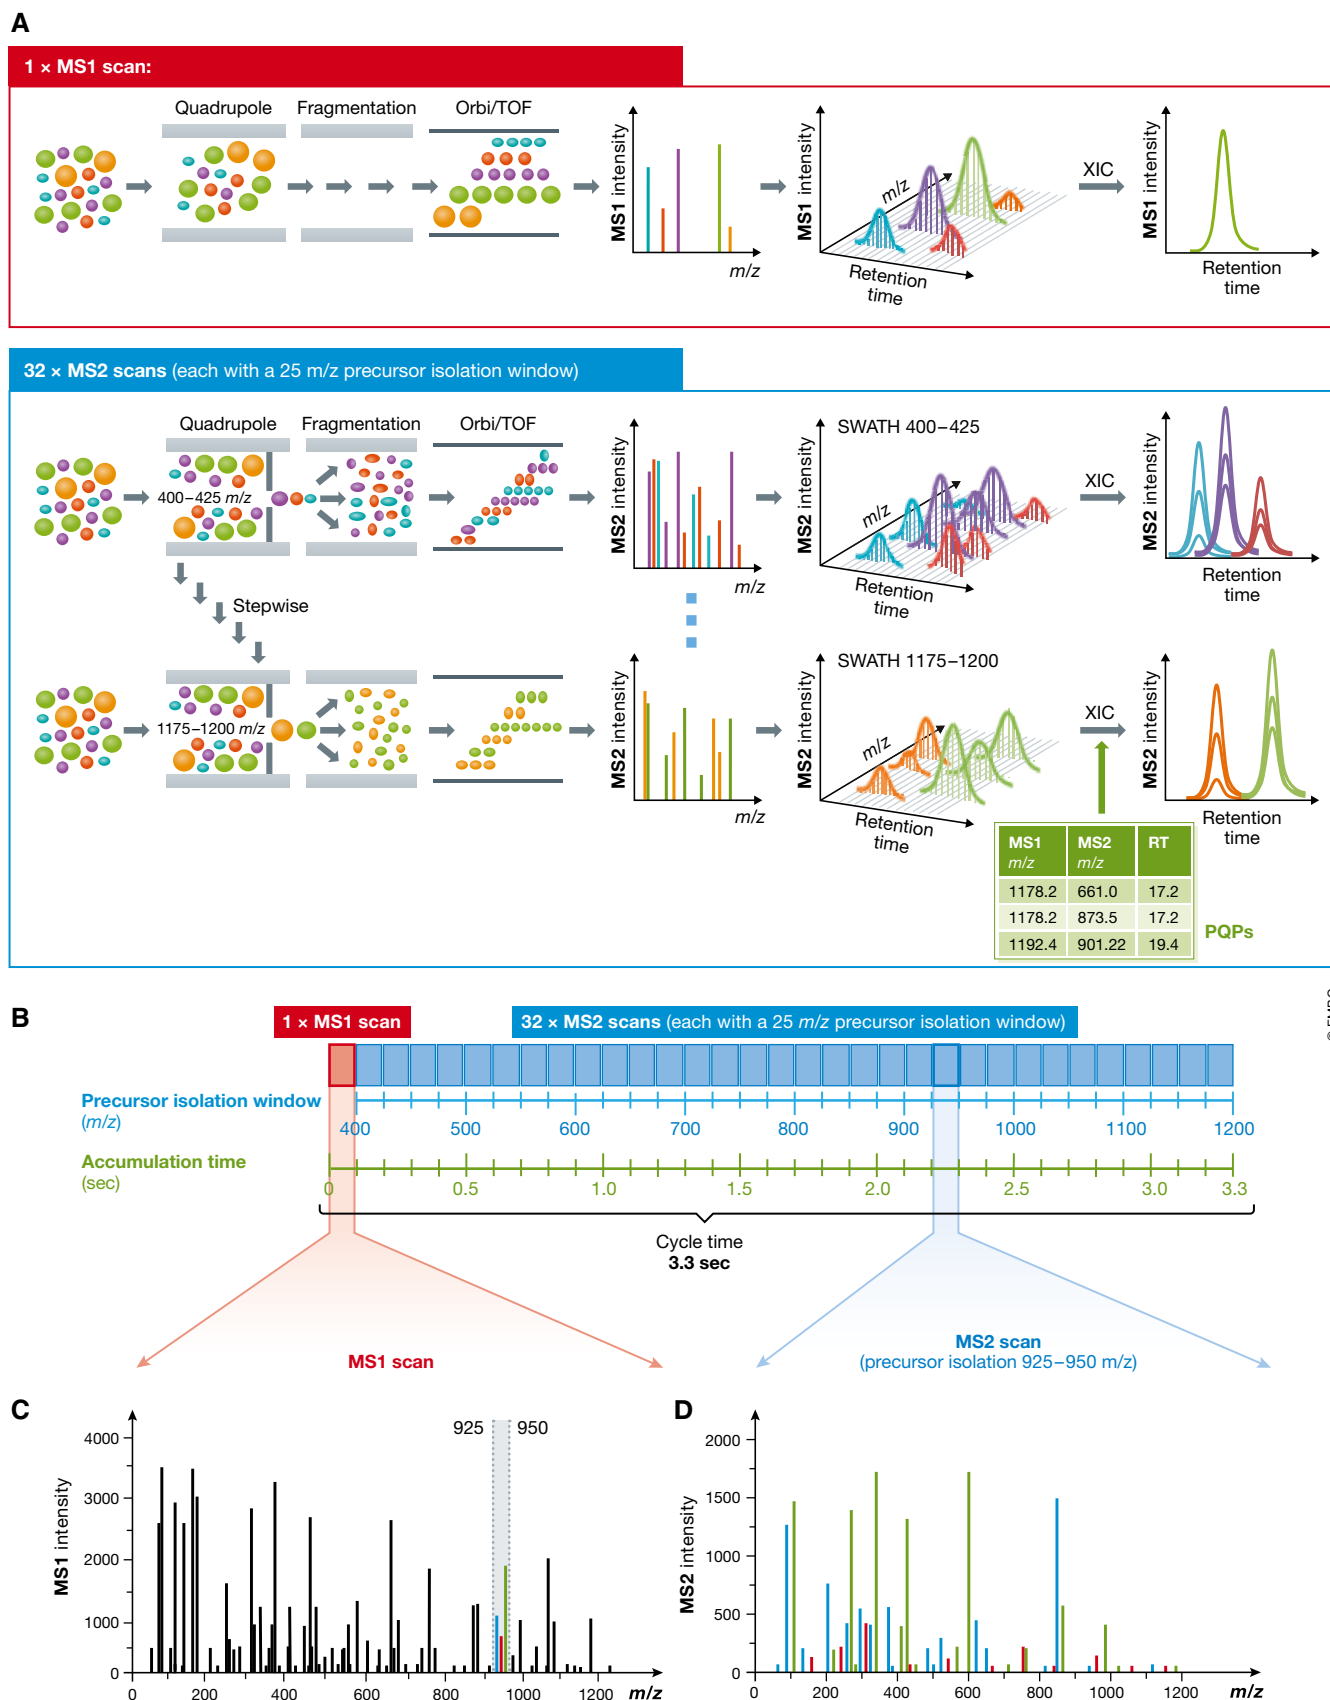 A
1 × MS1 scan:
Quadrupole Fragmentation Orbi/TOF
MS1 intensity
m/z
MS1 intensity
m/z
Retention
time
XIC
MS1 intensity
Retention
time
32 × MS2 scans (each with a 25 m/z precursor isolation window)
Quadrupole Fragmentation Orbi/TOF
400–425 m/z
MS2 intensity
m/z
SWATH 400–425
MS2 intensity
m/z
Retention
time
XIC
MS2 intensity
Retention
time
Stepwise
1175–1200 m/z
MS2 intensity
m/z
SWATH 1175–1200
MS2 intensity
m/z
Retention
time
XIC
MS2 intensity
Retention
time
MS1 MS2 RT
m/z m/z
1178.2 661.0 17.2
1178.2 873.5 17.2
1192.4 901.22 19.4
PQPs
B
1 × MS1 scan
32 × MS2 scans (each with a 25 m/z precursor isolation window)
Precursor isolation window
(m/z)
400 500 600 700 800 900 1000 1100 1200
Accumulation time
(sec)
0 0.5 1.0 1.5 2.0 2.5 3.0 3.3
Cycle time
3.3 sec
MS1 scan
MS2 scan
(precursor isolation 925–950 m/z)
C
925 950
MS1 intensity
4000
3000
2000
1000
0
0 200 400 600 800 1000 1200 m/z
D
MS2 intensity
2000
1500
1000
500
0
0 200 400 600 800 1000 1200 m/z